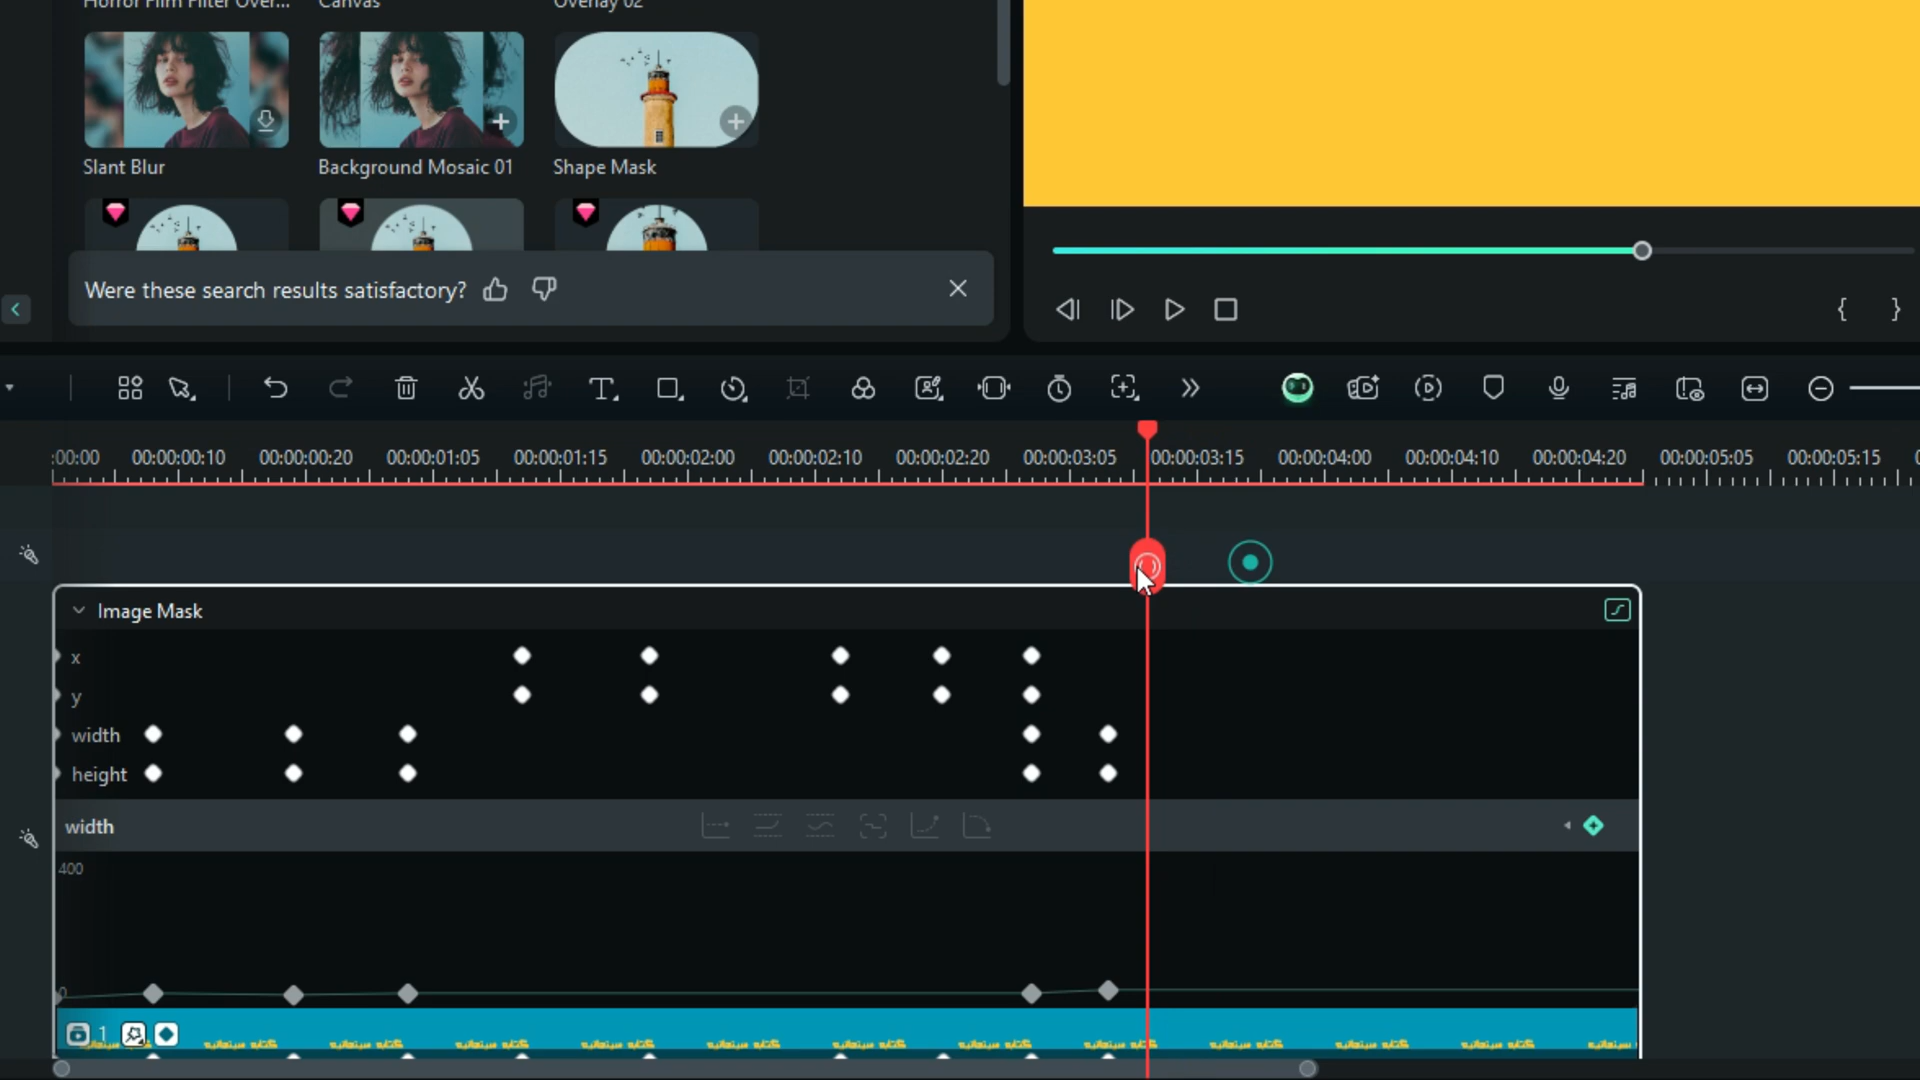 Horror Film Filter Over... Canvas Overlay 02
Slant Blur Background Mosaic 01 Shape Mask
Were these search results satisfactory?
:00:00 00:00:00:10 00:00:00:20 00:00:01:05 00:00:01:15 00:00:02:00 00:00:02:10 00:00:02:20 00:00:03:05 00:00:03:15 00:00:04:00 00:00:04:10 00:00:04:20 00:00:05:05 00:00:05:15
Image Mask
x
y
width
height
width
400
0
1